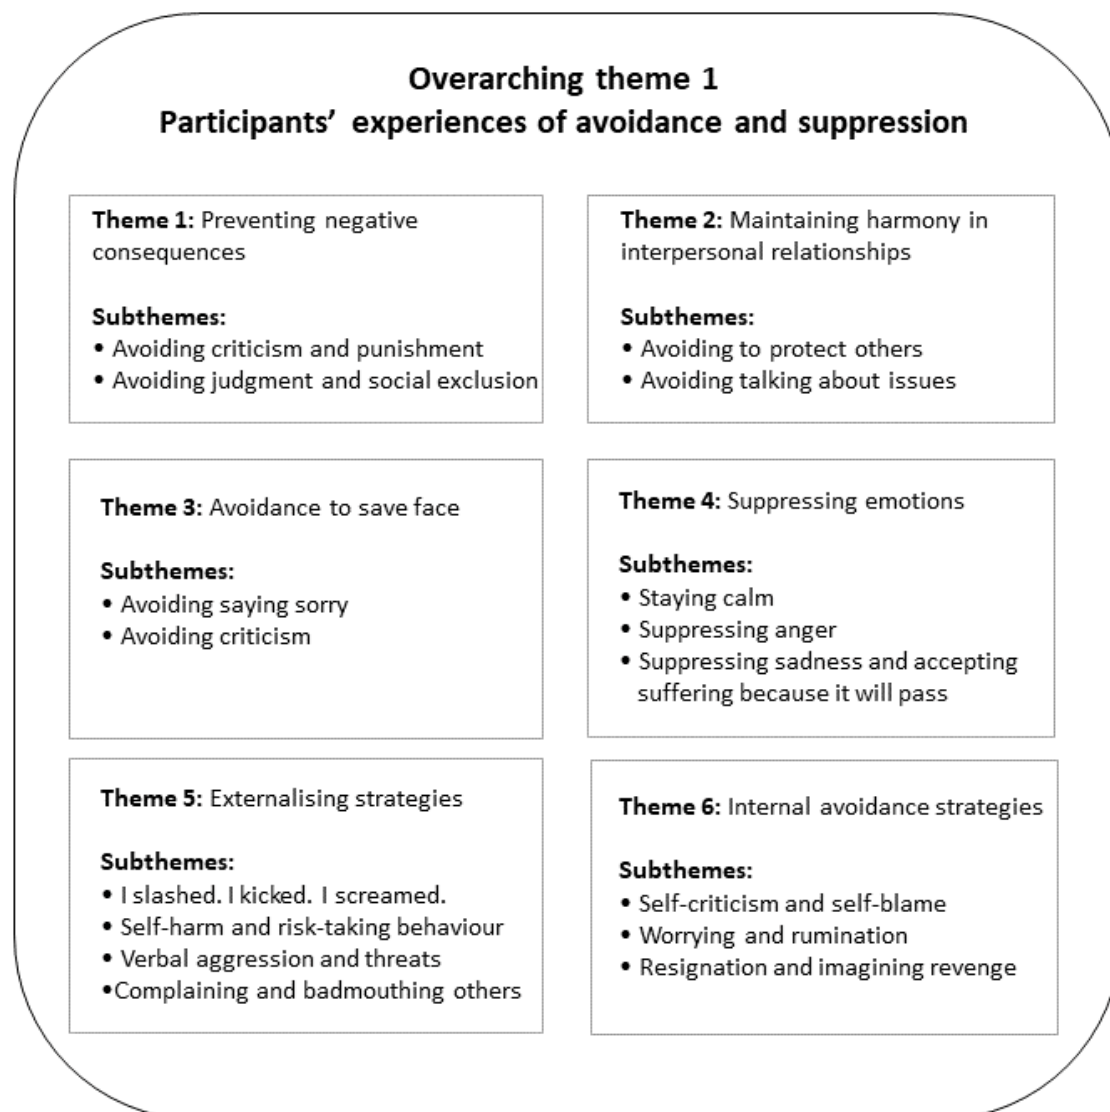 Overarching theme 1
Participants’ experiences of avoidance and suppression
Theme 1: Preventing negative
consequences
Subthemes:
• Avoiding criticism and punishment
• Avoiding judgment and social exclusion
Theme 2: Maintaining harmony in
interpersonal relationships
Subthemes:
• Avoiding to protect others
• Avoiding talking about issues
Theme 3: Avoidance to save face
Subthemes:
• Avoiding saying sorry
• Avoiding criticism
Theme 4: Suppressing emotions
Subthemes:
• Staying calm
• Suppressing anger
• Suppressing sadness and accepting
suffering because it will pass
Theme 5: Externalising strategies
Subthemes:
• I slashed. I kicked. I screamed.
• Self-harm and risk-taking behaviour
• Verbal aggression and threats
•Complaining and badmouthing others
Theme 6: Internal avoidance strategies
Subthemes:
• Self-criticism and self-blame
• Worrying and rumination
• Resignation and imagining revenge